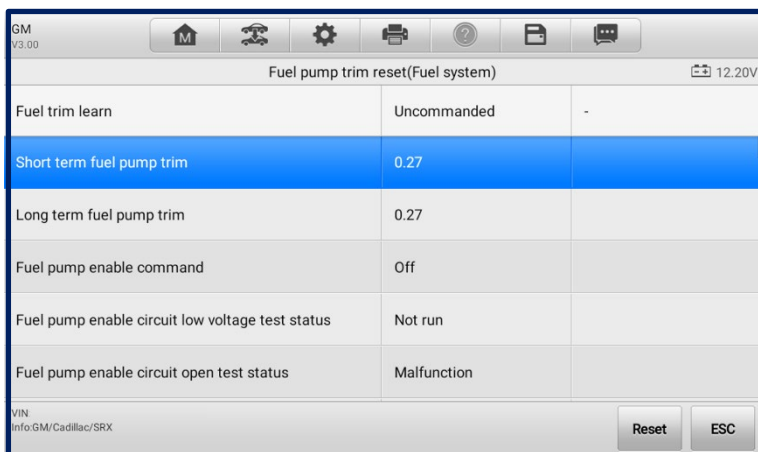 GM
V3.00
M
?
Fuel pump trim reset(Fuel system)
12.20V
Fuel trim learn Uncommanded -
Short term fuel pump trim 0.27
Long term fuel pump trim 0.27
Fuel pump enable command Off
Fuel pump enable circuit low voltage test status Not run
Fuel pump enable circuit open test status Malfunction
VIN:
Info:GM/Cadillac/SRX
Reset ESC